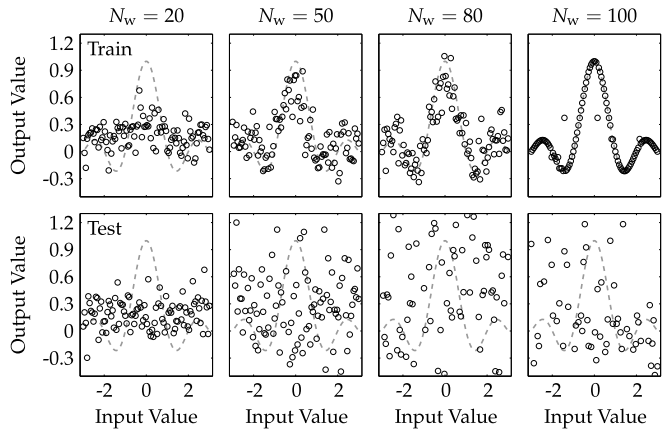 N_w = 20 N_w = 50 N_w = 80 N_w = 100
Train
Output Value
1.2
0.9
0.6
0.3
0
-0.3
Test
Output Value
1.2
0.9
0.6
0.3
0
-0.3
-2 0 2 -2 0 2 -2 0 2 -2 0 2
Input Value Input Value Input Value Input Value